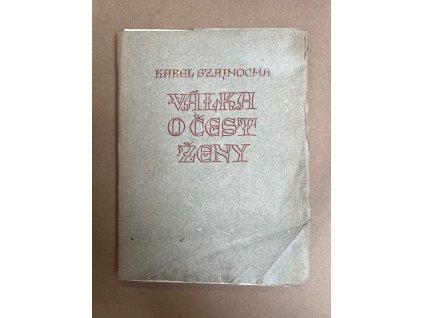 KAREL SZAJNOCHA
VÁLKA
O ČEST
ŽENY